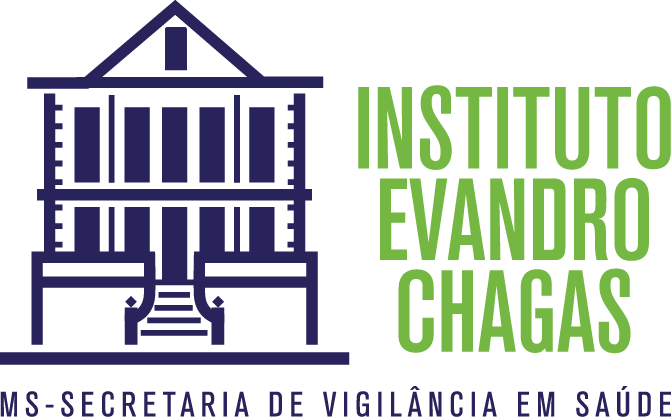 INSTITUTO
EVANDRO
CHAGAS
MS-SECRETARIA DE VIGILÂNCIA EM SAÚDE